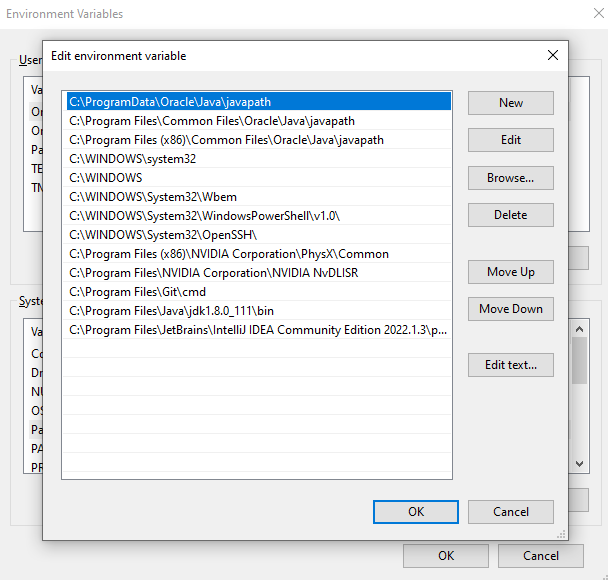 Environment Variables
Edit environment variable
User
Va
On
On
Pa
TE
TM
C:\ProgramData\Oracle\Java\javapath
C:\Program Files\Common Files\Oracle\Java\javapath
C:\Program Files (x86)\Common Files\Oracle\Java\javapath
C:\WINDOWS\system32
C:\WINDOWS
C:\WINDOWS\System32\Wbem
C:\WINDOWS\System32\WindowsPowerShell\v1.0\
C:\WINDOWS\System32\OpenSSH\
C:\Program Files (x86)\NVIDIA Corporation\PhysX\Common
C:\Program Files\NVIDIA Corporation\NVIDIA NvDLISR
C:\Program Files\Git\cmd
C:\Program Files\Java\jdk1.8.0_111\bin
C:\Program Files\JetBrains\IntelliJ IDEA Community Edition 2022.1.3\p...
New
Edit
Browse...
Delete
Move Up
Move Down
Edit text...
Syste
Va
Co
Dr
NU
OS
Pa
PA
PR
OK
Cancel
OK
Cancel